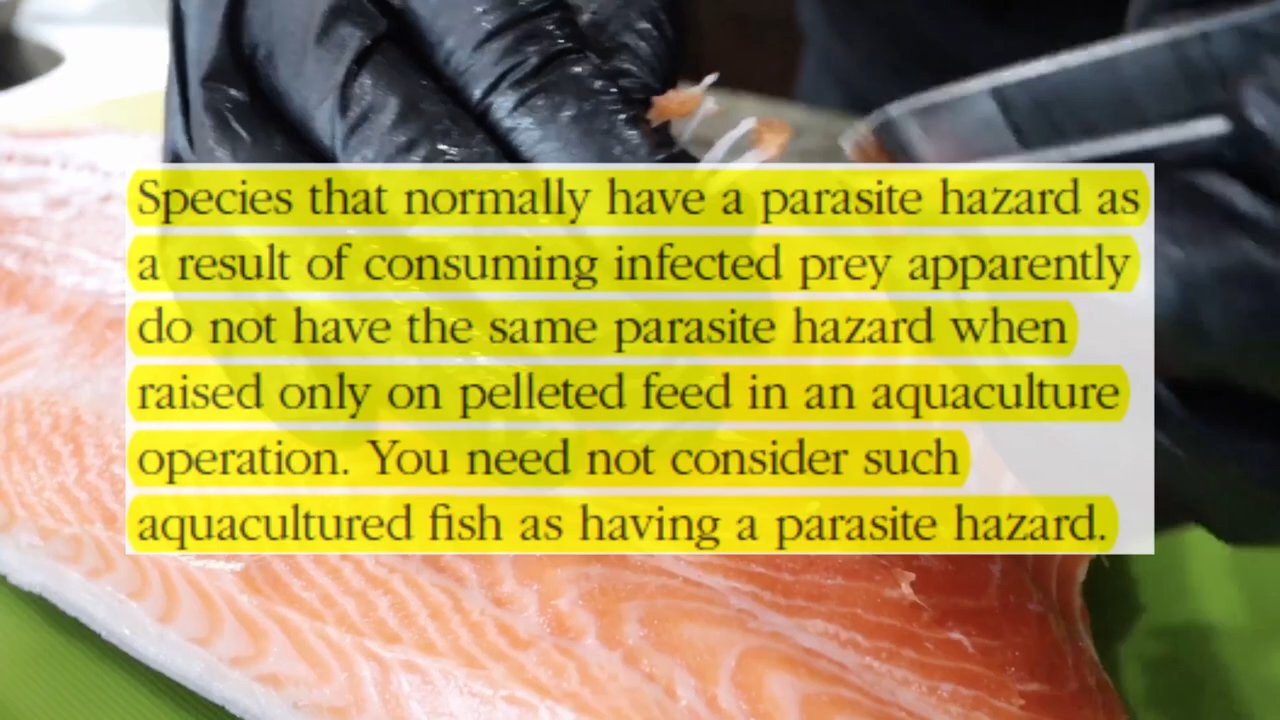 Species that normally have a parasite hazard as
a result of consuming infected prey apparently
do not have the same parasite hazard when
raised only on pelleted feed in an aquaculture
operation. You need not consider such
aquacultured fish as having a parasite hazard.